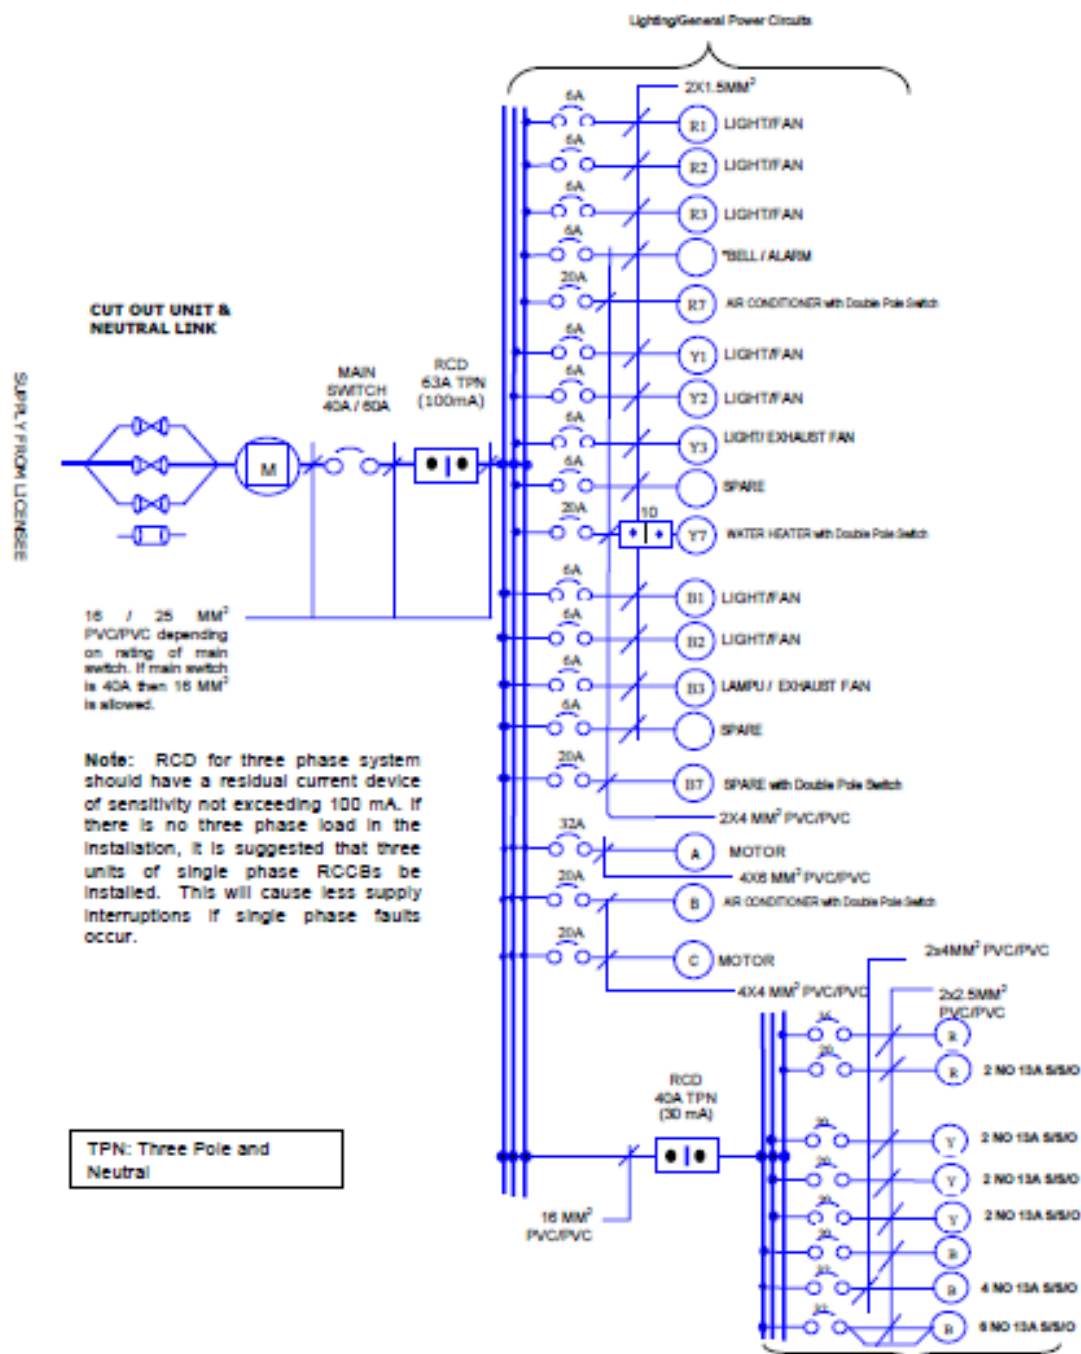 Lighting/General Power Circuits
2X1.5MM²
6A
R1 LIGHT/FAN
6A
R2 LIGHT/FAN
6A
R3 LIGHT/FAN
6A
*BELL / ALARM
20A
R7 AIR CONDITIONER with Double Pole Switch
CUT OUT UNIT &
NEUTRAL LINK
SUPPLY FROM LICENSEE
M
MAIN
SWITCH
40A / 60A
RCD
63A TPN
(100mA)
6A
Y1 LIGHT/FAN
6A
Y2 LIGHT/FAN
6A
Y3 LIGHT/ EXHAUST FAN
6A
SPARE
20A
10
Y7 WATER HEATER with Double Pole Switch
6A
B1 LIGHT/FAN
6A
B2 LIGHT/FAN
6A
B3 LAMPU / EXHAUST FAN
6A
SPARE
20A
B7 SPARE with Double Pole Switch
2X4 MM² PVC/PVC
32A
A MOTOR
4X6 MM² PVC/PVC
20A
B AIR CONDITIONER with Double Pole Switch
20A
C MOTOR
4X4 MM² PVC/PVC
16 / 25 MM²
PVC/PVC depending
on rating of main
switch. If main switch
is 40A then 16 MM²
is allowed.
Note: RCD for three phase system
should have a residual current device
of sensitivity not exceeding 100 mA. If
there is no three phase load in the
installation, it is suggested that three
units of single phase RCCBs be
installed. This will cause less supply
interruptions if single phase faults
occur.
TPN: Three Pole and
Neutral
16 MM²
PVC/PVC
RCD
40A TPN
(30 mA)
2x4MM² PVC/PVC
2x2.5MM²
PVC/PVC
16
R
20
R 2 NO 13A S/S/O
20
Y 2 NO 13A S/S/O
20
Y 2 NO 13A S/S/O
20
Y 2 NO 13A S/S/O
20
B
B 4 NO 13A S/S/O
B 6 NO 13A S/S/O